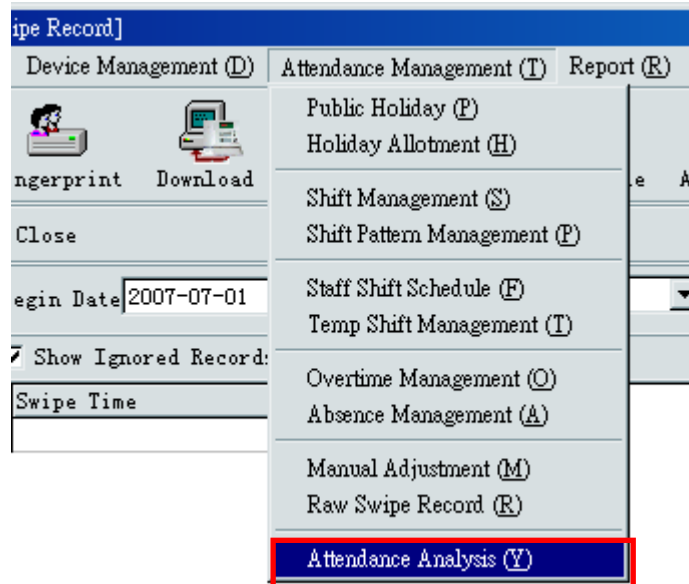 ipe Record]
Device Management (D) Attendance Management (T) Report (R)
Public Holiday (P)
Holiday Allotment (H)
ngerprint Download
Shift Management (S)
Shift Pattern Management (P)
Close
Staff Shift Schedule (F)
Temp Shift Management (T)
egin Date 2007-07-01
Show Ignored Record
Overtime Management (O)
Absence Management (A)
Swipe Time
Manual Adjustment (M)
Raw Swipe Record (R)
Attendance Analysis (Y)